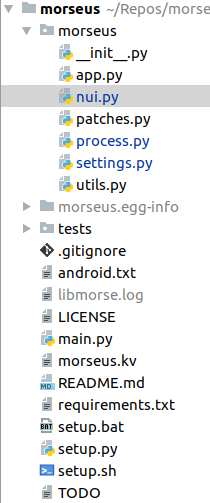 morseus ~/Repos/morse
morseus
__init__.py
app.py
nui.py
patches.py
process.py
settings.py
utils.py
morseus.egg-info
tests
.gitignore
android.txt
libmorse.log
LICENSE
main.py
morseus.kv
MD README.md
requirements.txt
BAT setup.bat
setup.py
setup.sh
TODO